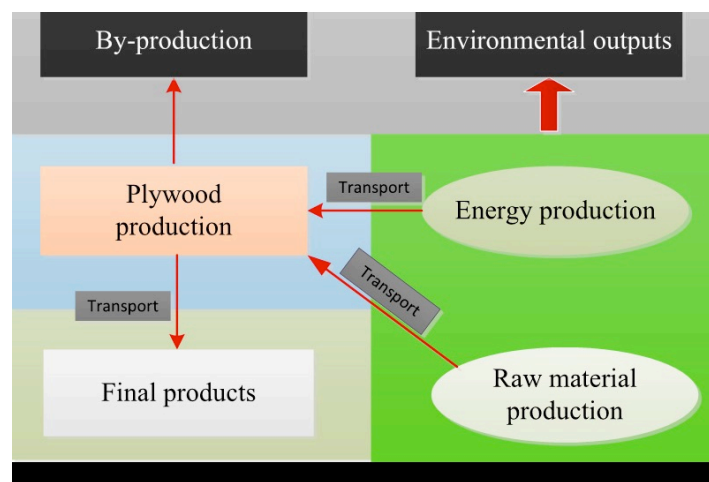 By-production
Environmental outputs
Plywood
production
Transport
Energy production
Transport
Transport
Final products
Raw material
production